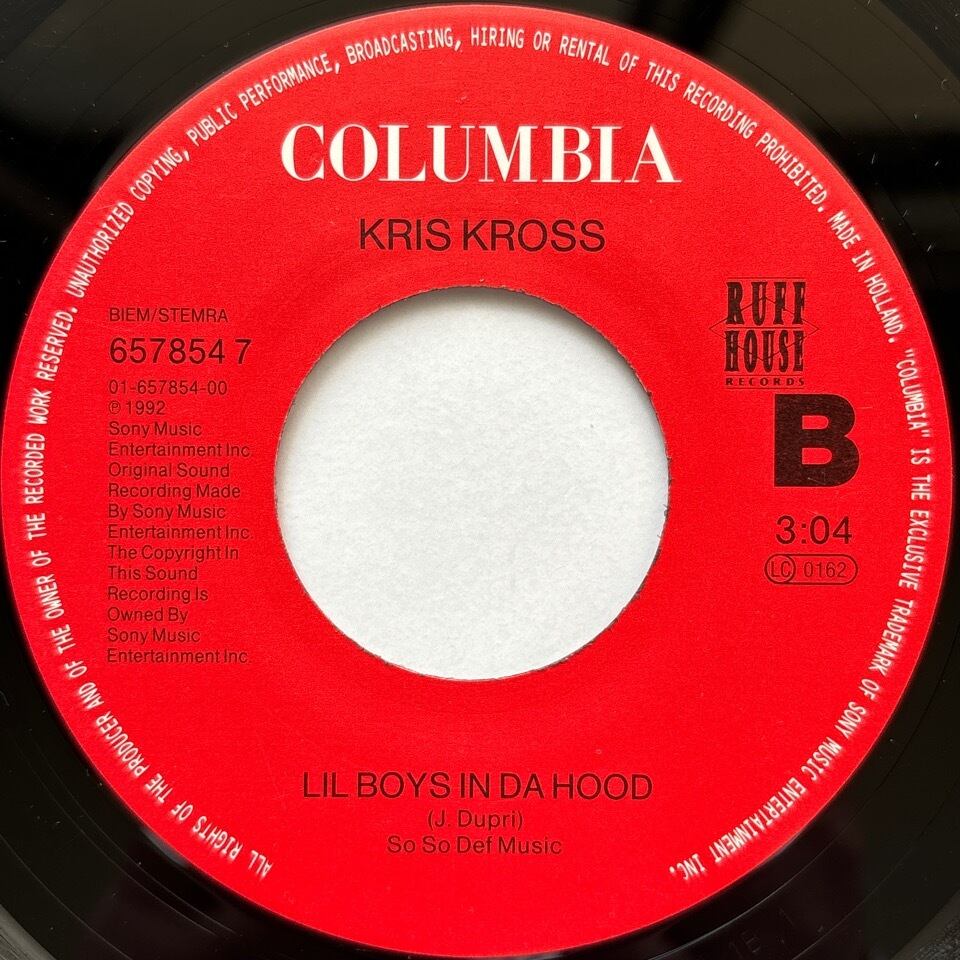 ALL RIGHTS OF THE PRODUCER AND OF THE OWNER OF THE RECORDED WORK RESERVED. UNAUTHORIZED COPYING, PUBLIC PERFORMANCE, BROADCASTING, HIRING OR RENTAL OF THIS RECORDING PROHIBITED. MADE IN HOLLAND. "COLUMBIA" IS THE EXCLUSIVE TRADEMARK OF SONY MUSIC ENTERTAINMENT INC.
COLUMBIA
KRIS KROSS
BIEM/STEMRA
657854 7
01-657854-00
℗ 1992
Sony Music
Entertainment Inc.
Original Sound
Recording Made
By Sony Music
Entertainment Inc.
The Copyright In
This Sound
Recording Is
Owned By
Sony Music
Entertainment Inc.
RUFF
HOUSE
RECORDS
B
3:04
LC 0162
LIL BOYS IN DA HOOD
(J. Dupri)
So So Def Music